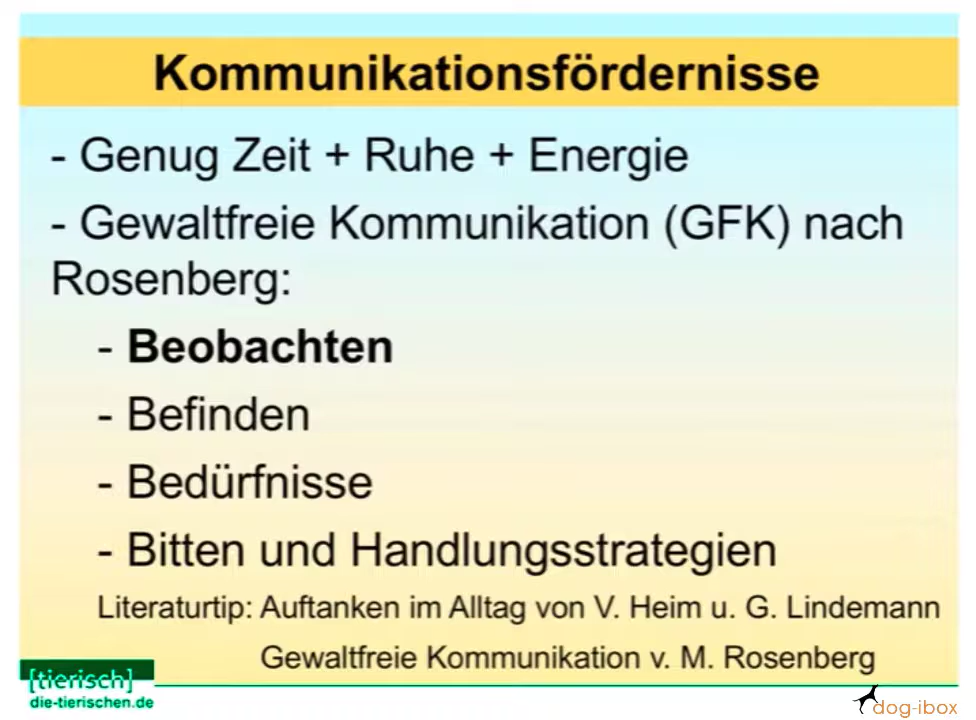 Kommunikationsfördernisse
- Genug Zeit + Ruhe + Energie
- Gewaltfreie Kommunikation (GFK) nach
Rosenberg:
- Beobachten
- Befinden
- Bedürfnisse
- Bitten und Handlungsstrategien
Literaturtip: Auftanken im Alltag von V. Heim u. G. Lindemann
Gewaltfreie Kommunikation v. M. Rosenberg
[tierisch]
die-tierischen.de
dog-ibox